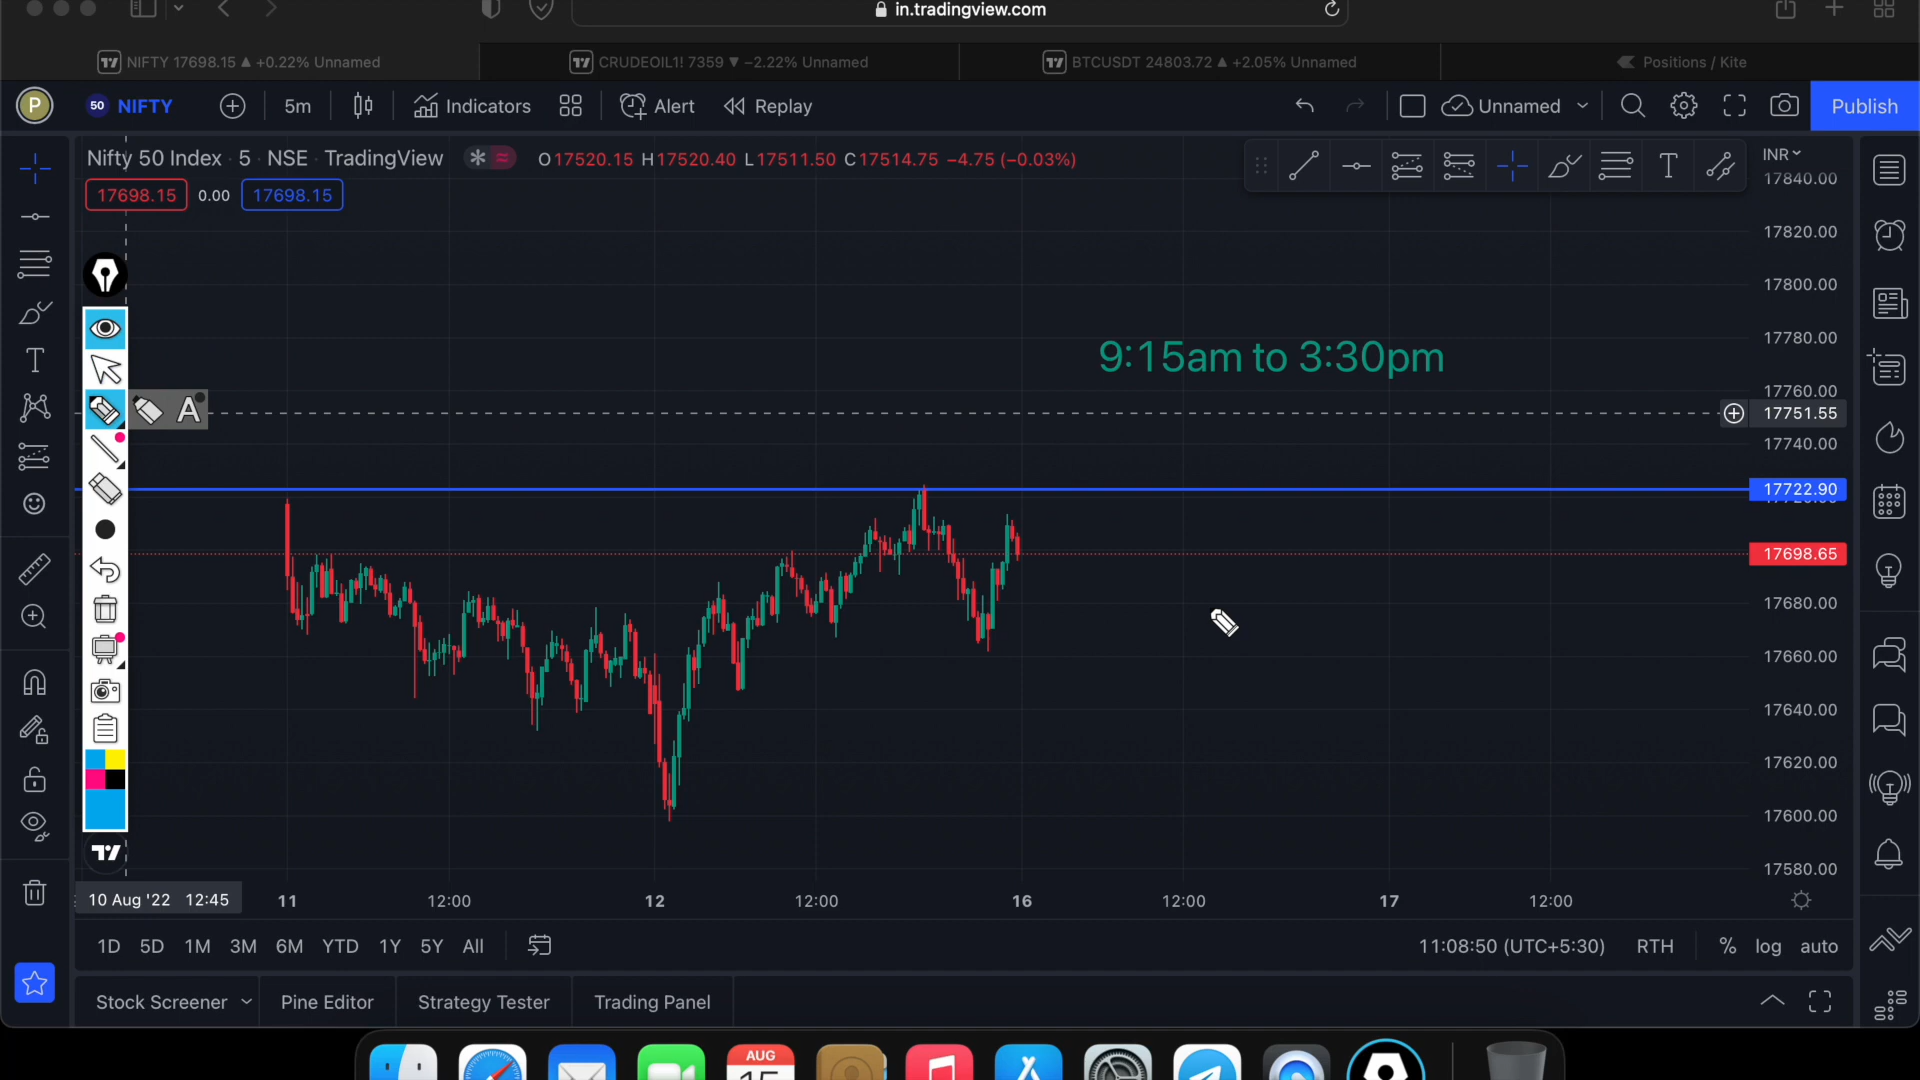 in.tradingview.com
NIFTY 17698.15 ▲ +0.22% Unnamed
CRUDEOIL1! 7359 ▼ −2.22% Unnamed
BTCUSDT 24803.72 ▲ +2.05% Unnamed
Positions / Kite
P
50 NIFTY
5m
Indicators
Alert
Replay
Unnamed
Publish
Nifty 50 Index · 5 · NSE · TradingView
O17520.15 H17520.40 L17511.50 C17514.75 −4.75 (−0.03%)
INR
17698.15
0.00
17698.15
17840.00
17820.00
17800.00
17780.00
9:15am to 3:30pm
17760.00
A
17751.55
17740.00
17722.90
17698.65
17680.00
17660.00
17640.00
17620.00
17600.00
17580.00
10 Aug '22 12:45
11
12:00
12
12:00
16
12:00
17
12:00
1D
5D
1M
3M
6M
YTD
1Y
5Y
All
11:08:50 (UTC+5:30)
RTH
%
log
auto
Stock Screener
Pine Editor
Strategy Tester
Trading Panel
AUG